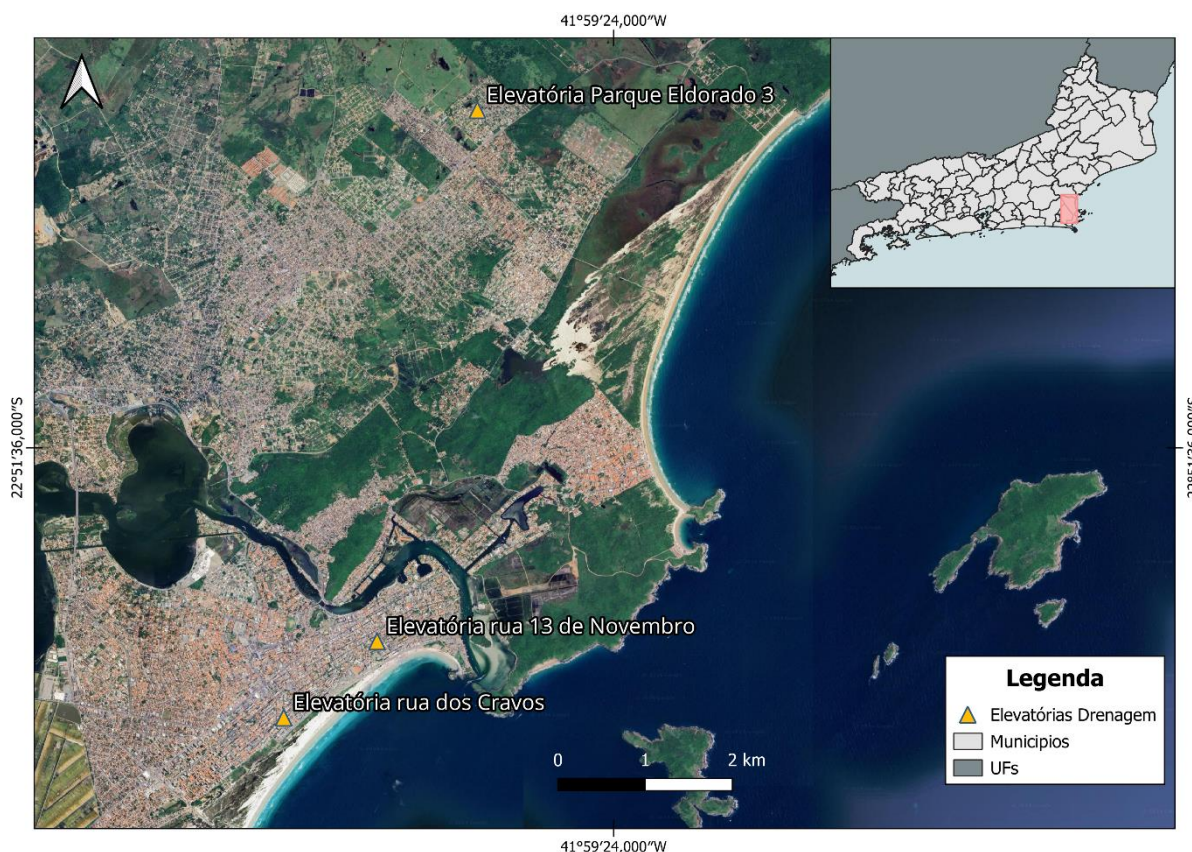 41°59'24,000"W
Elevatória Parque Eldorado 3
22°51'36,000"S
22°51'36,000"S
Elevatória rua 13 de Novembro
Elevatória rua dos Cravos
0 1 2 km
Legenda
Elevatórias Drenagem
Municipios
UFs
41°59'24,000"W